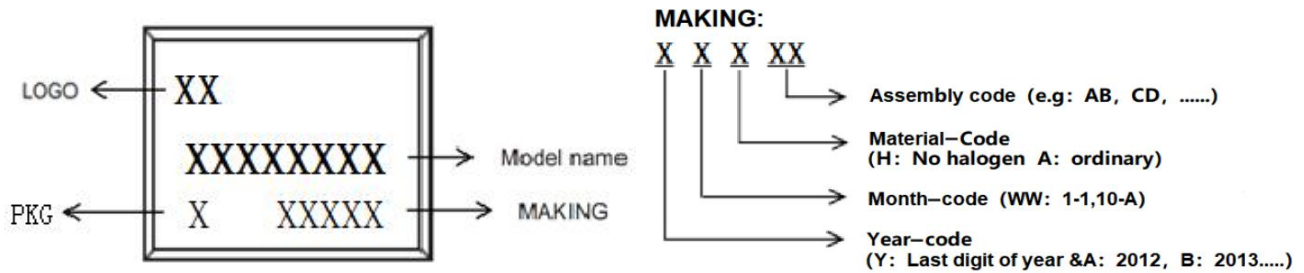 LOGO
XX
XXXXXXXX
Model name
PKG
X XXXXX
MAKING
MAKING:
X X X XX
Assembly code (e.g: AB, CD, ......)
Material-Code
(H: No halogen A: ordinary)
Month-code (WW: 1-1,10-A)
Year-code
(Y: Last digit of year &A: 2012, B: 2013.....)